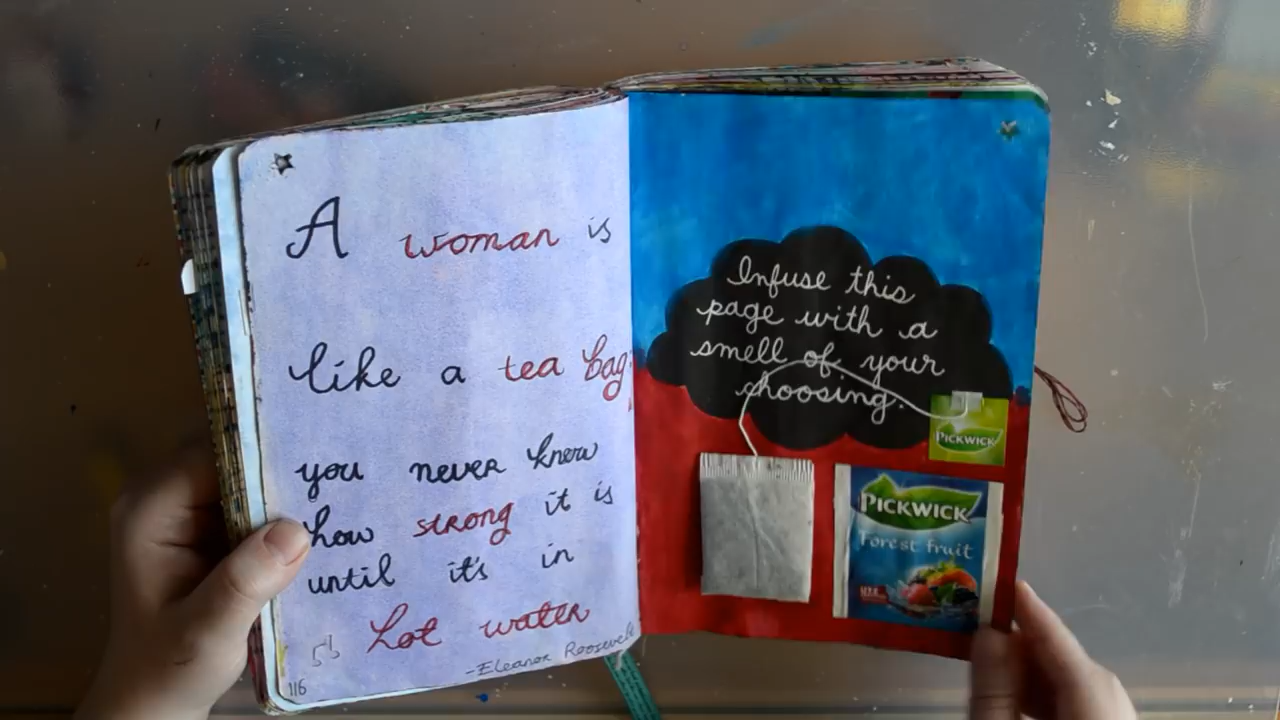 A woman is
like a tea bag:
you never knew
how strong it is
until it's in
hot water
-Eleanor Roosevelt
116
Infuse this
page with a
smell of your
choosing.
PICKWICK
PICKWICK
Forest fruit